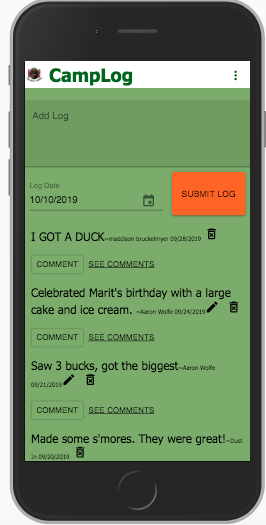 CampLog
Add Log
Log Date
10/10/2019
SUBMIT LOG
I GOT A DUCK~maddison bruckelmyer 09/28/2019
COMMENT SEE COMMENTS
Celebrated Marit's birthday with a large
cake and ice cream. ~Aaron Wolfe 09/24/2019
COMMENT SEE COMMENTS
Saw 3 bucks, got the biggest~Aaron Wolfe
09/21/2019
COMMENT SEE COMMENTS
Made some s'mores. They were great!~Dust
in 09/20/2019